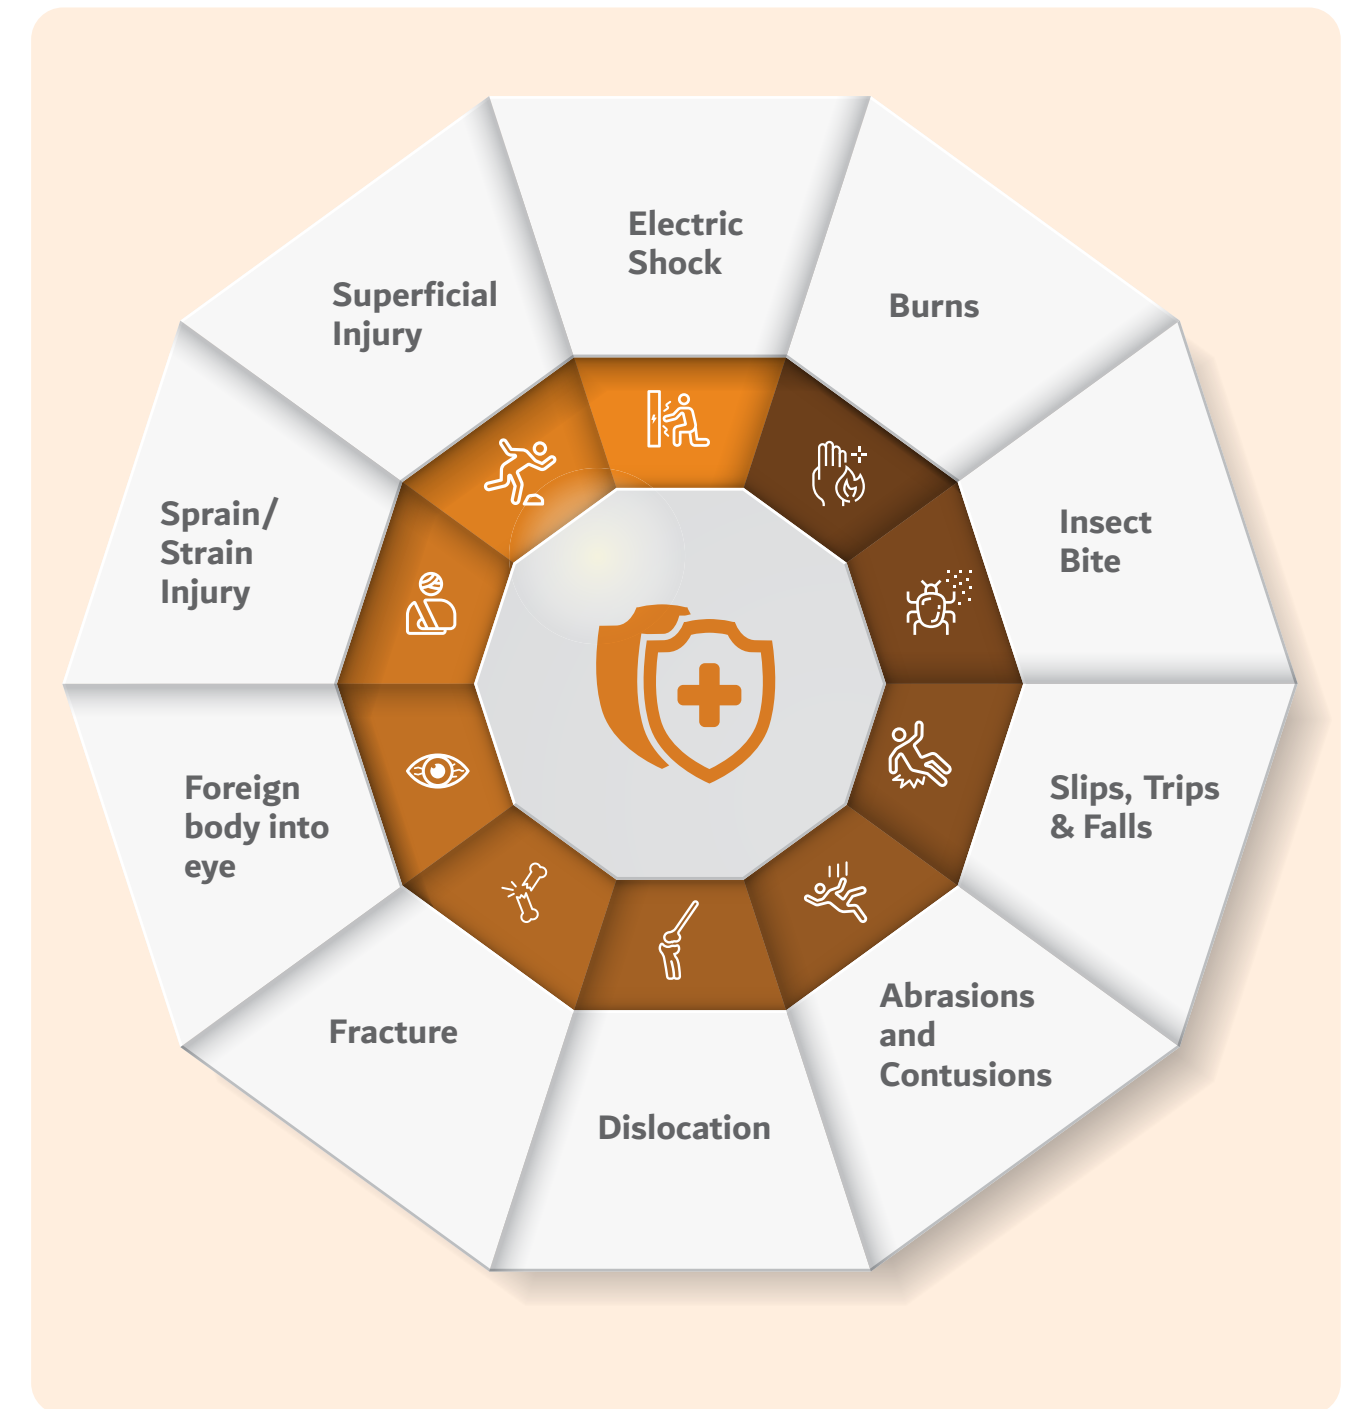 Electric
Shock
Burns
Insect
Bite
Slips, Trips
& Falls
Abrasions
and
Contusions
Dislocation
Fracture
Foreign
body into
eye
Sprain/
Strain
Injury
Superficial
Injury